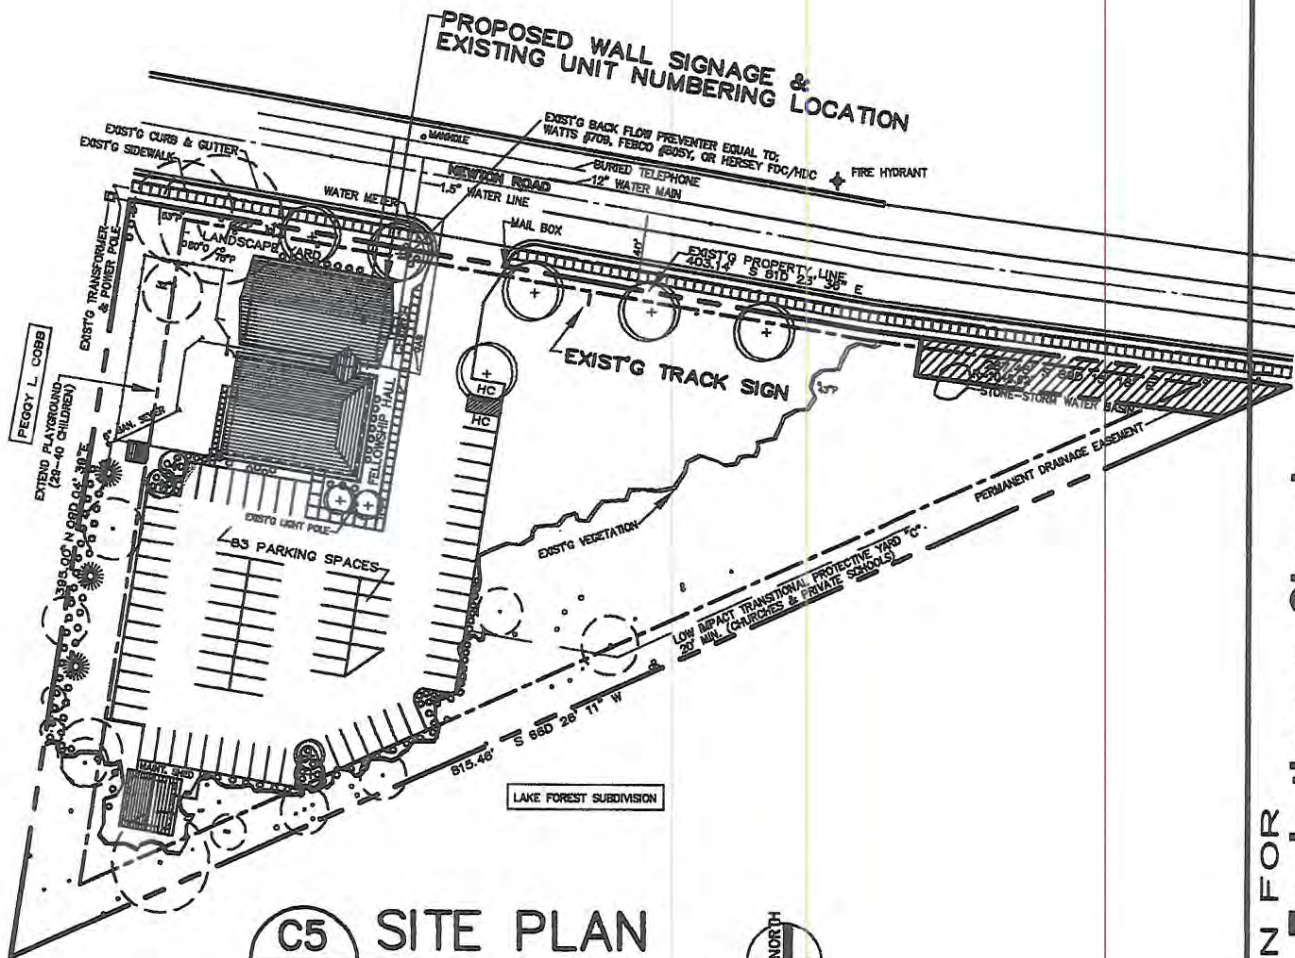 PROPOSED WALL SIGNAGE &
EXISTING UNIT NUMBERING LOCATION
EXIST'G BACK FLOW PREVENTER EQUAL TO;
WATTS #709, FEBCO #805Y, OR HERSEY FDC/HDC
MANHOLE
BURIED TELEPHONE
FIRE HYDRANT
NEWTON ROAD
12" WATER MAIN
1.5" WATER LINE
WATER METER
EXIST'G CURB & GUTTER
EXIST'G SIDEWALK
MAIL BOX
40'
EXIST'G PROPERTY LINE
403.14' S 81D 23' 36" E
LANDSCAPE YARD
EXIST'G TRANSFORMER
& POWER POLE
PEGGY L. COBB
EXTEND PLAYGROUND
(29-40 CHILDREN)
SAN. SEWER
EXIST'G TRACK SIGN
HC
HC
FELLOWSHIP HALL
STONE-STORM WATER BASIN
PERMANENT DRAINAGE EASEMENT
EXIST'G LIGHT POLE
83 PARKING SPACES
EXIST'G VEGETATION
LOW IMPACT TRANSITIONAL PROTECTIVE YARD "C"
20' MIN. (CHURCHES & PRIVATE SCHOOLS)
815.46' S 66D 26' 11" W
MAINT. SHED
LAKE FOREST SUBDIVISION
C5 SITE PLAN
NORTH
N FOR